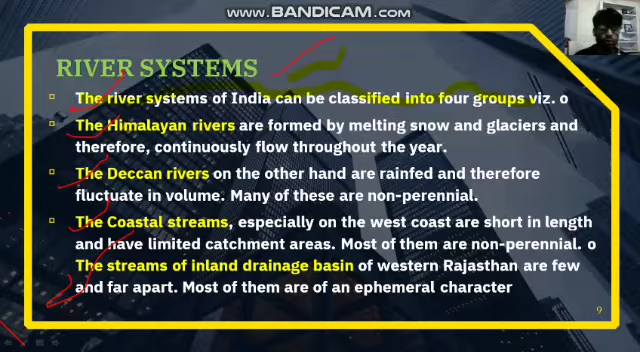 www.BANDICAM.com
RIVER SYSTEMS
The river systems of India can be classified into four groups viz. o
The Himalayan rivers are formed by melting snow and glaciers and
therefore, continuously flow throughout the year.
The Deccan rivers on the other hand are rainfed and therefore
fluctuate in volume. Many of these are non-perennial.
The Coastal streams, especially on the west coast are short in length
and have limited catchment areas. Most of them are non-perennial. o
The streams of inland drainage basin of western Rajasthan are few
and far apart. Most of them are of an ephemeral character
9